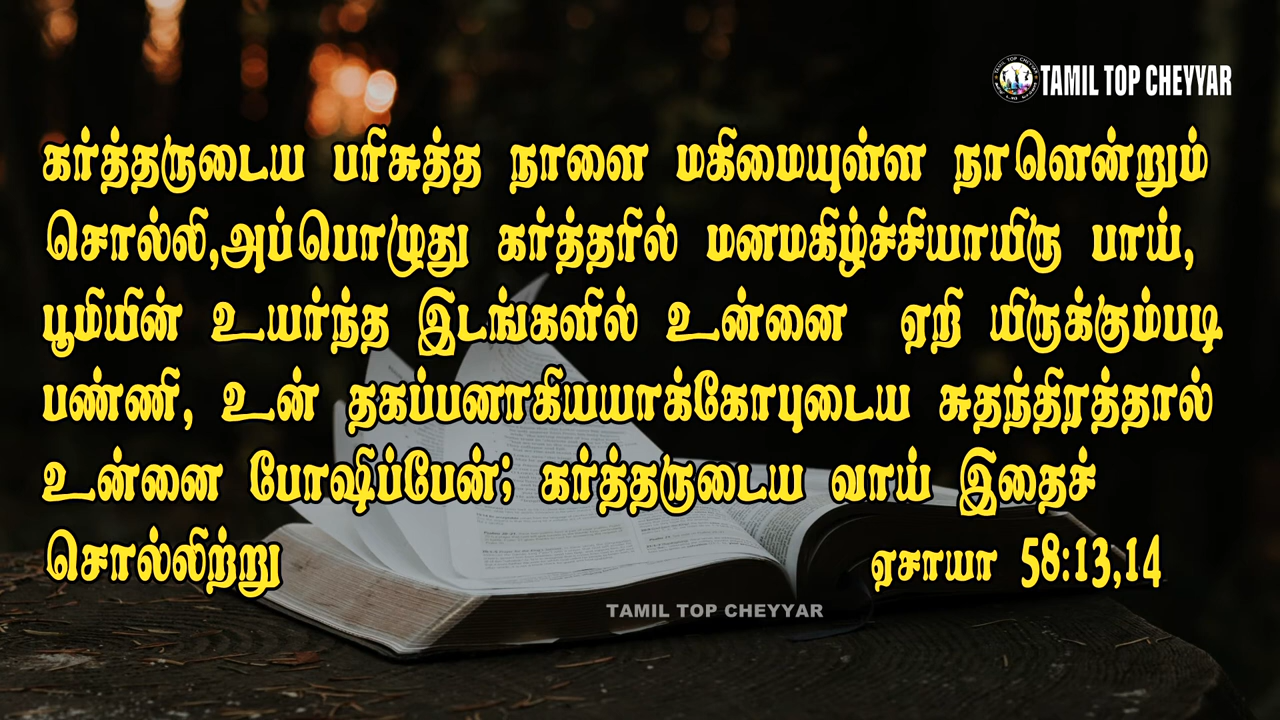 TAMIL TOP CHEYYAR
கர்த்தருடைய பரிசுத்த நாளை மகிமையுள்ள நாளென்றும்
சொல்லி,அப்பொழுது கர்த்தரில் மனமகிழ்ச்சியாயிரு பாய்,
பூமியின் உயர்ந்த இடங்களில் உன்னை ஏறி யிருக்கும்படி
பண்ணி, உன் தகப்பனாகியயாக்கோபுடைய சுதந்திரத்தால்
உன்னை போஷிப்பேன்; கர்த்தருடைய வாய் இதைச்
சொல்லிற்று ஏசாயா 58:13,14
TAMIL TOP CHEYYAR